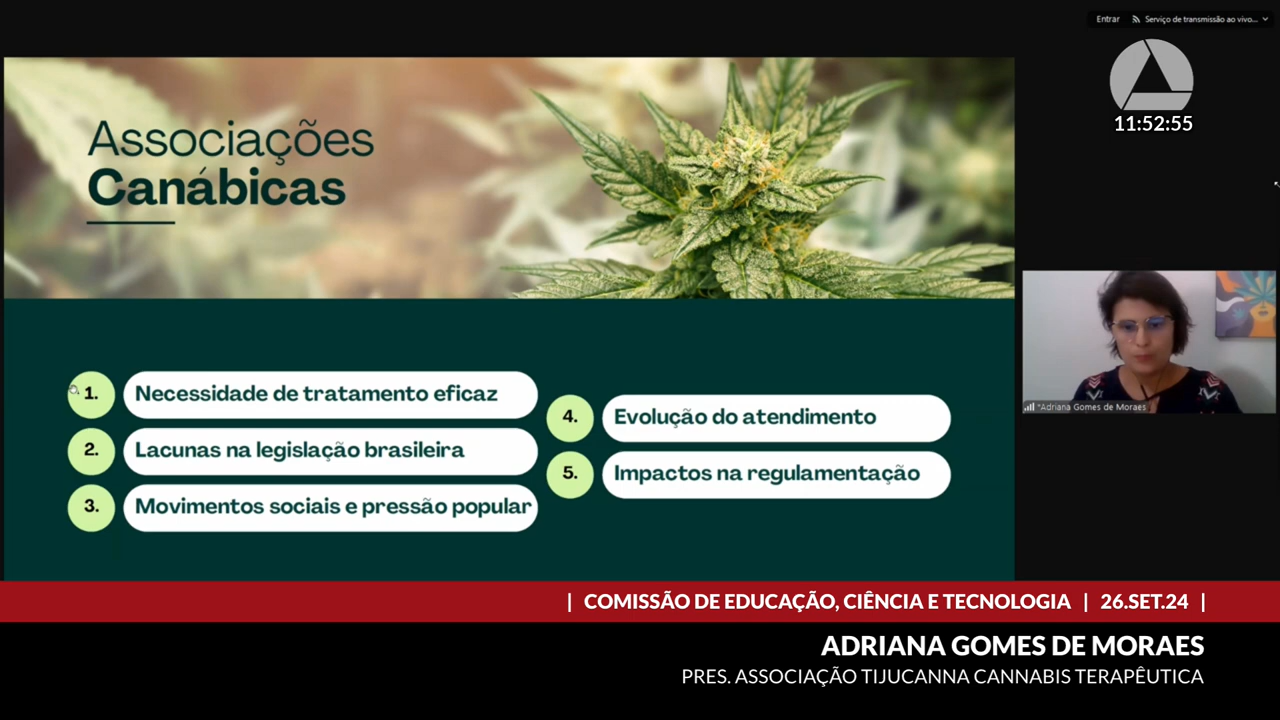 Entrar
Serviço de transmissão ao vivo...
11:52:55
Associações
Canábicas
1. Necessidade de tratamento eficaz
2. Lacunas na legislação brasileira
3. Movimentos sociais e pressão popular
4. Evolução do atendimento
5. Impactos na regulamentação
*Adriana Gomes de Moraes
| COMISSÃO DE EDUCAÇÃO, CIÊNCIA E TECNOLOGIA | 26.SET.24 |
ADRIANA GOMES DE MORAES
PRES. ASSOCIAÇÃO TIJUCANNA CANNABIS TERAPÊUTICA